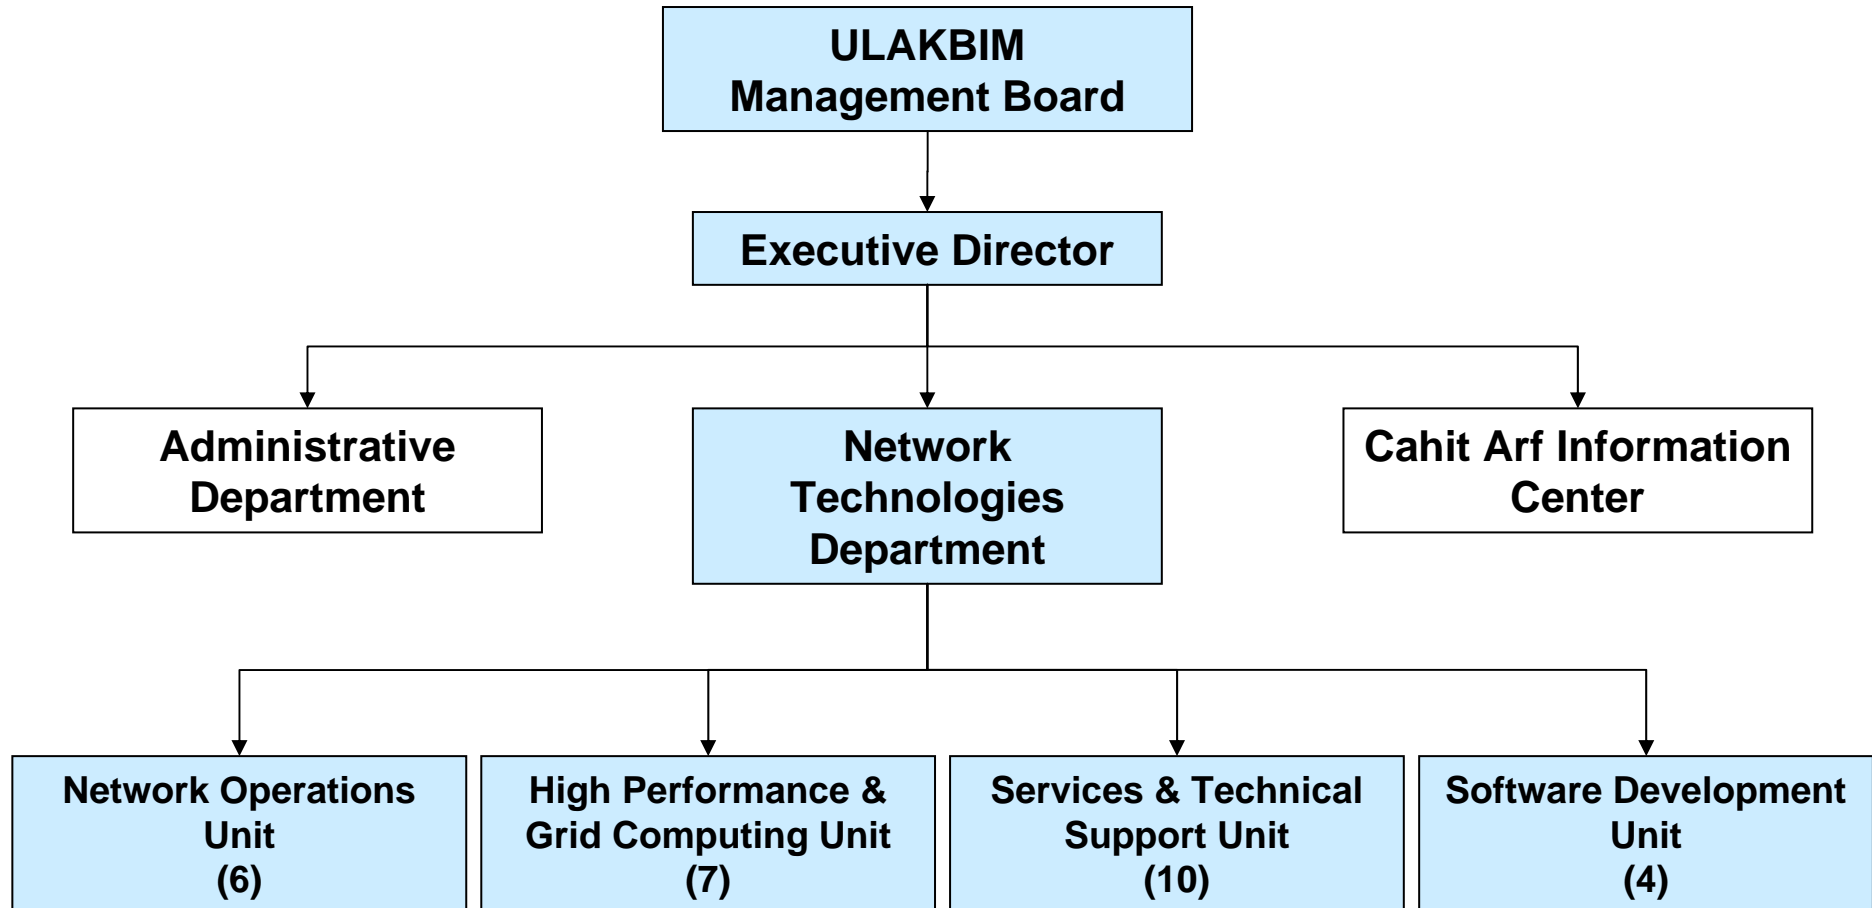 ULAKBIM
Management Board
Executive Director
Administrative
Department
Network
Technologies
Department
Cahit Arf Information
Center
Network Operations
Unit
(6)
High Performance &
Grid Computing Unit
(7)
Services & Technical
Support Unit
(10)
Software Development
Unit
(4)